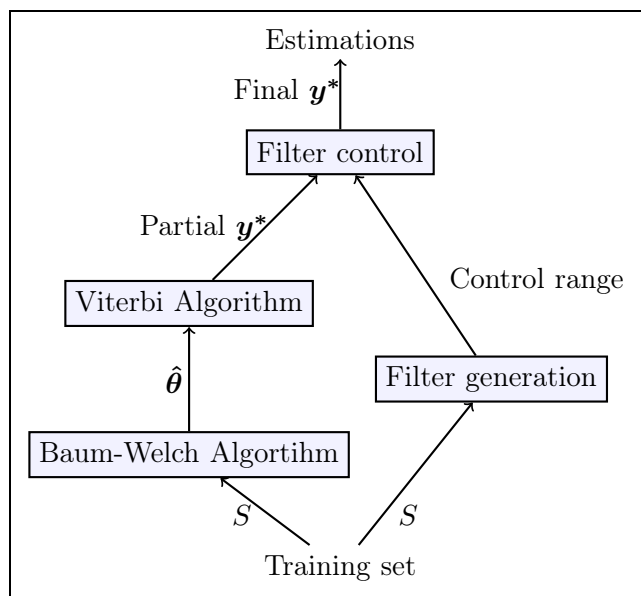 Estimations
Final y*
Filter control
Partial y*
Control range
Viterbi Algorithm
θ̂
Filter generation
Baum-Welch Algortihm
S
S
Training set